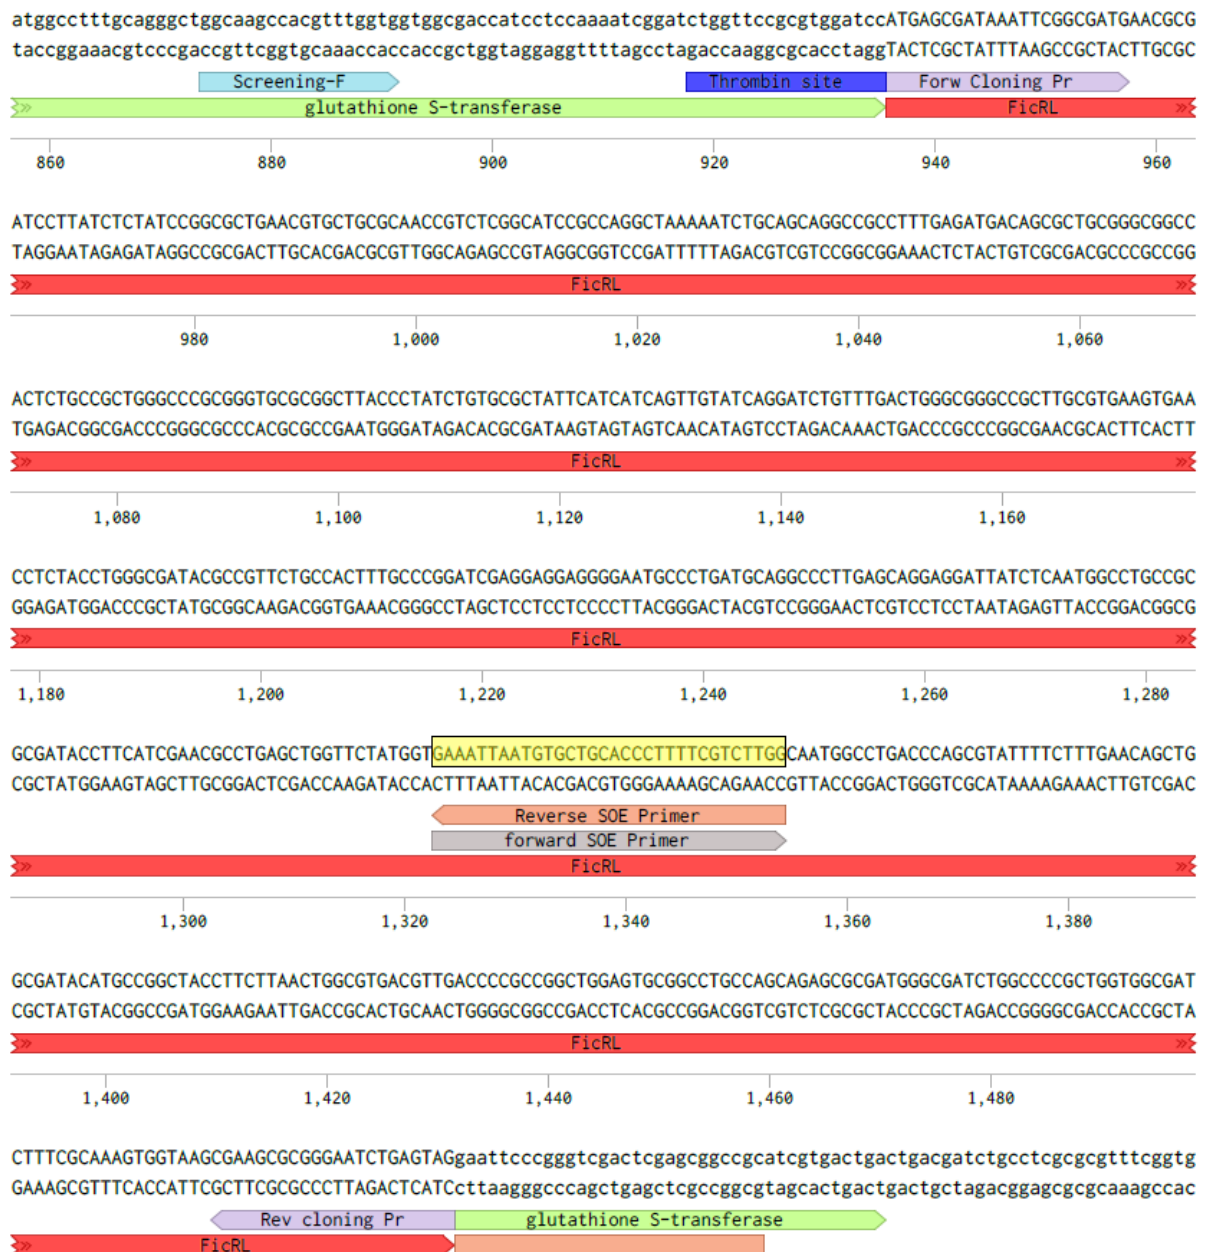 atggcctttgcagggctggcaagccacgtttggtggtggcgaccatcctccaaaatcggatctggttccgcgtggatccATGAGCGATAAATTCGGCGATGAACGCG
taccggaaacgtcccgaccgttcggtgcaaaccaccaccgctggtaggaggttttagcctagaccaaggcgcacctaggTACTCGCTATTTAAGCCGCTACTTGCGC
Screening-F Thrombin site Forw Cloning Pr
glutathione S-transferase FicRL
860 880 900 920 940 960
ATCCTTATCTCTATCCGGCGCTGAACGTGCTGCGCAACCGTCTCGGCATCCGCCAGGCTAAAAATCTGCAGCAGGCCGCCTTTGAGATGACAGCGCTGCGGGCGGCC
TAGGAATAGAGATAGGCCGCGACTTGCACGACGCGTTGGCAGAGCCGTAGGCGGTCCGATTTTTAGACGTCGTCCGGCGGAAACTCTACTGTCGCGACGCCCGCCGG
FicRL
980 1,000 1,020 1,040 1,060
ACTCTGCCGCTGGGCCCGCGGGTGCGCGGCTTACCCTATCTGTGCGCTATTCATCATCAGTTGTATCAGGATCTGTTTGACTGGGCGGGCCGCTTGCGTGAAGTGAA
TGAGACGGCGACCCGGGCGCCCACGCGCCGAATGGGATAGACACGCGATAAGTAGTAGTCAACATAGTCCTAGACAAACTGACCCGCCCGGCGAACGCACTTCACTT
FicRL
1,080 1,100 1,120 1,140 1,160
CCTCTACCTGGGCGATACGCCGTTCTGCCACTTTGCCCGGATCGAGGAGGAGGGGAATGCCCTGATGCAGGCCCTTGAGCAGGAGGATTATCTCAATGGCCTGCCGC
GGAGATGGACCCGCTATGCGGCAAGACGGTGAAACGGGCCTAGCTCCTCCTCCCCTTACGGGACTACGTCCGGGAACTCGTCCTCCTAATAGAGTTACCGGACGGCG
FicRL
1,180 1,200 1,220 1,240 1,260 1,280
GCGATACCTTCATCGAACGCCTGAGCTGGTTCTATGGTGAAATTAATGTGCTGCACCCTTTTCGTCTTGGCAATGGCCTGACCCAGCGTATTTTCTTTGAACAGCTG
CGCTATGGAAGTAGCTTGCGGACTCGACCAAGATACCACTTTAATTACACGACGTGGGAAAAGCAGAACCGTTACCGGACTGGGTCGCATAAAAGAAACTTGTCGAC
Reverse SOE Primer
forward SOE Primer
FicRL
1,300 1,320 1,340 1,360 1,380
GCGATACATGCCGGCTACCTTCTTAACTGGCGTGACGTTGACCCCGCCGGCTGGAGTGCGGCCTGCCAGCAGAGCGCGATGGGCGATCTGGCCCCGCTGGTGGCGAT
CGCTATGTACGGCCGATGGAAGAATTGACCGCACTGCAACTGGGGCGGCCGACCTCACGCCGGACGGTCGTCTCGCGCTACCCGCTAGACCGGGGCGACCACCGCTA
FicRL
1,400 1,420 1,440 1,460 1,480
CTTTCGCAAAGTGGTAAGCGAAGCGCGGGAATCTGAGTAGgaattcccgggtcgactcgagcggccgcatcgtgactgactgacgatctgcctcgcgcgtttcggtg
GAAAGCGTTTCACCATTCGCTTCGCGCCCTTAGACTCATCcttaagggcccagctgagctcgccggcgtagcactgactgactgctagacggagcgcgcaaagccac
Rev cloning Pr glutathione S-transferase
FicRL